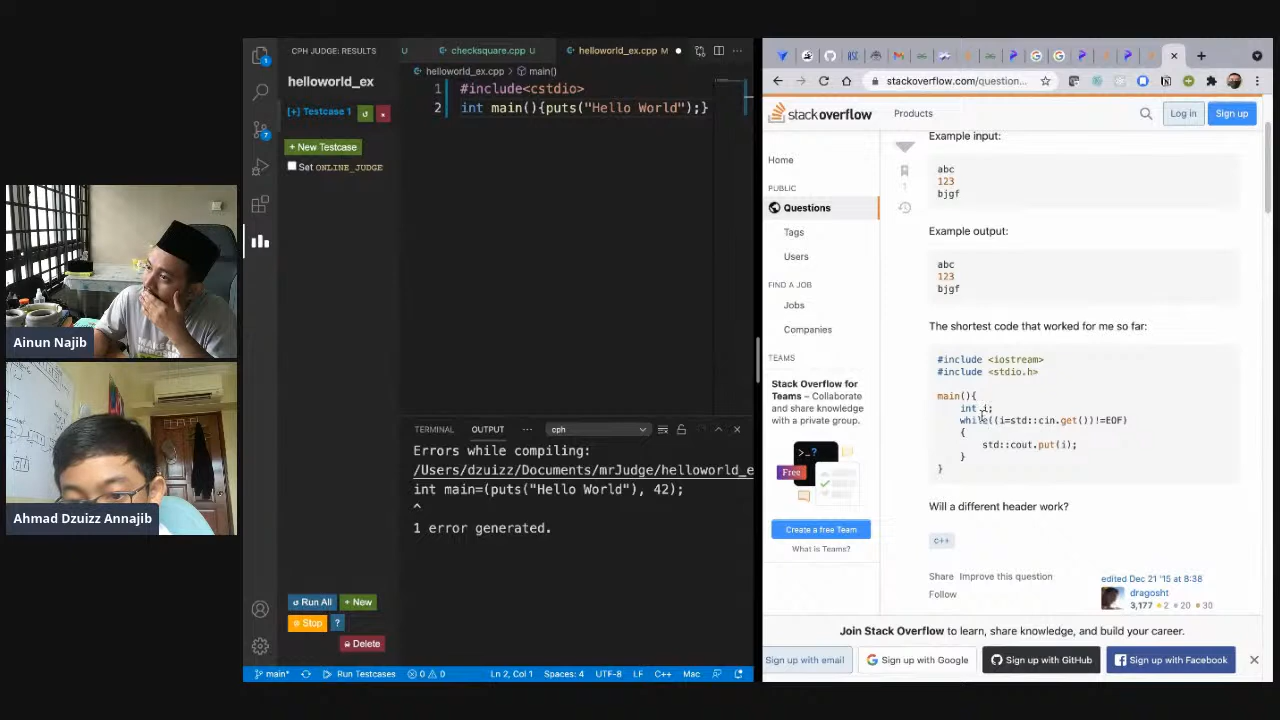 Ainun Najib
Ahmad Dzuizz Annajib
CPH JUDGE: RESULTS
helloworld_ex
[+] Testcase 1
+ New Testcase
Set ONLINE_JUDGE
Run All
+ New
Stop
?
Delete
U
checksquare.cpp U
helloworld_ex.cpp M
helloworld_ex.cpp > main()
1 #include<cstdio>
2 int main(){puts("Hello World");}
OUTPUT
cph
Errors while compiling:
/Users/dzuizz/Documents/mrJudge/helloworld_e
int main=(puts("Hello World"), 42);
^
1 error generated.
main*
Run Testcases
0 0
Ln 2, Col 1
Spaces: 4
UTF-8
LF
C++
Mac
stackoverflow.com/question...
stack overflow
Products
Log in
Sign up
Home
PUBLIC
Questions
Tags
Users
FIND A JOB
Jobs
Companies
TEAMS
Stack Overflow for
Teams – Collaborate
and share knowledge
with a private group.
Free
Create a free Team
What is Teams?
1
Example input:
abc
123
bjgf
Example output:
abc
123
bjgf
The shortest code that worked for me so far:
#include <iostream>
#include <stdio.h>
main(){
int i;
while((i=std::cin.get())!=EOF)
{
std::cout.put(i);
}
}
Will a different header work?
c++
Share Improve this question
Follow
edited Dec 21 '15 at 8:38
dragosht
3,177 2 20 30
Join Stack Overflow to learn, share knowledge, and build your career.
Sign up with email
Sign up with Google
Sign up with GitHub
Sign up with Facebook